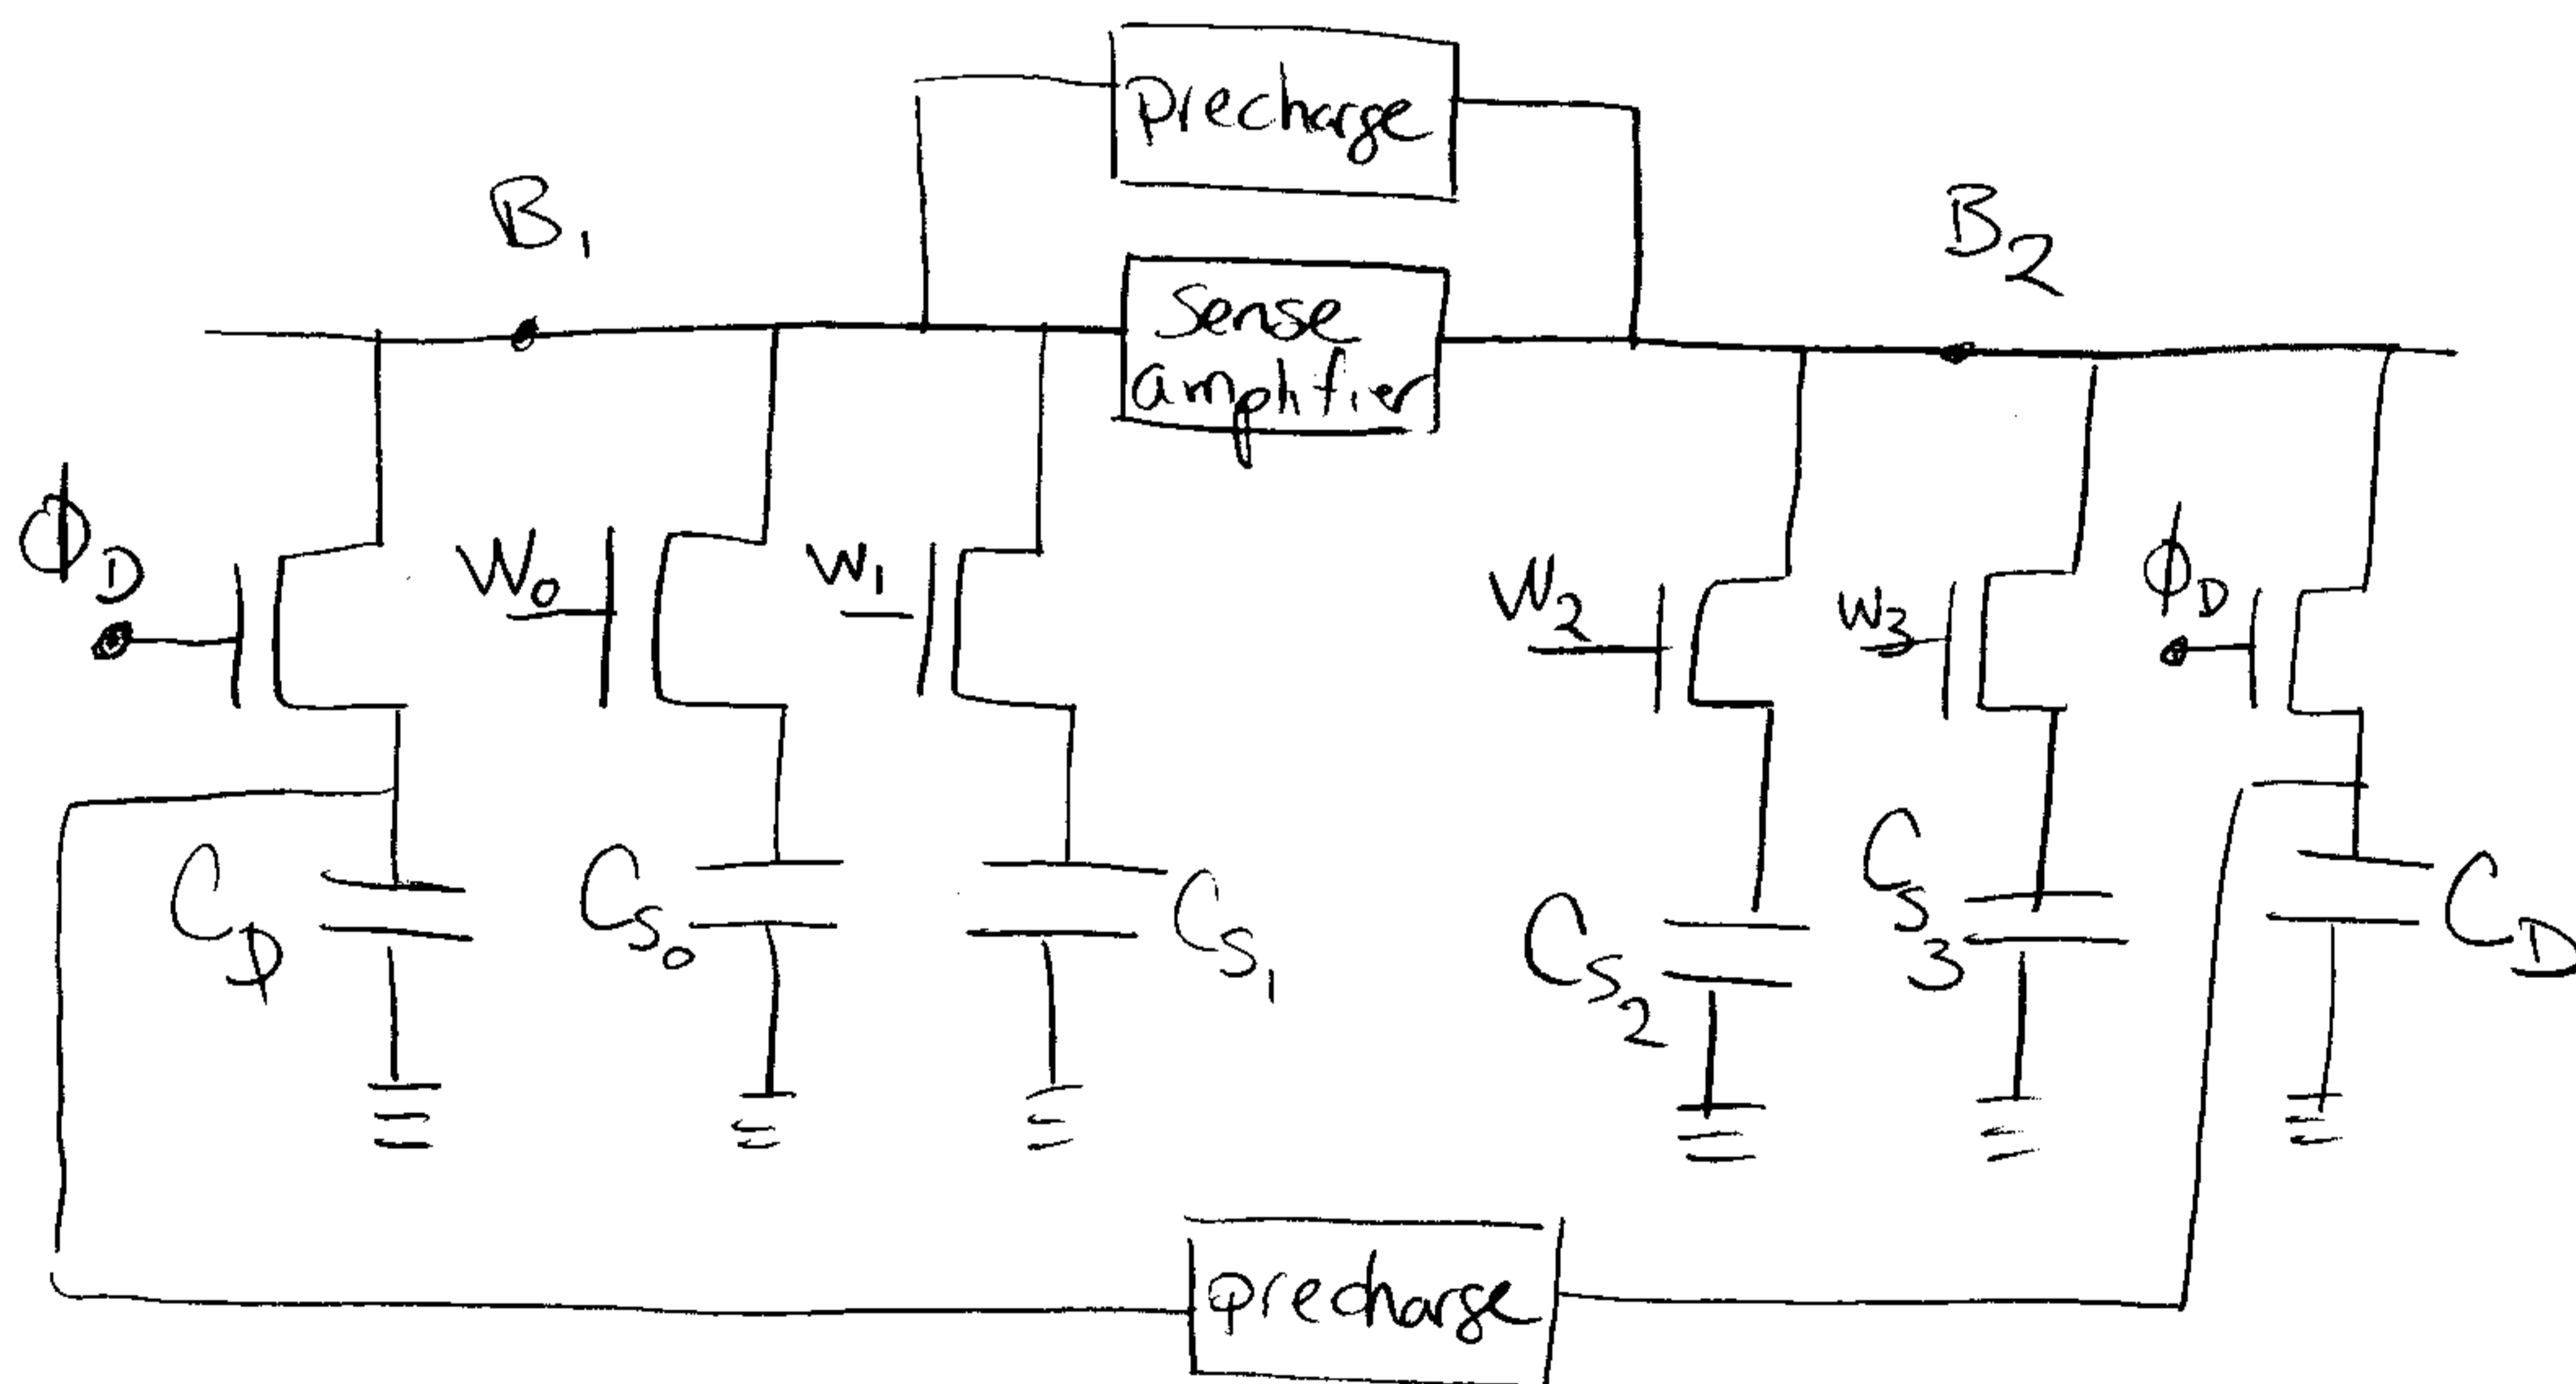 precharge
B1
B2
Sense
amplifier
ϕD
W0
W1
W2
W3
ϕD
CD
CS0
CS1
CS2
CS3
CD
precharge